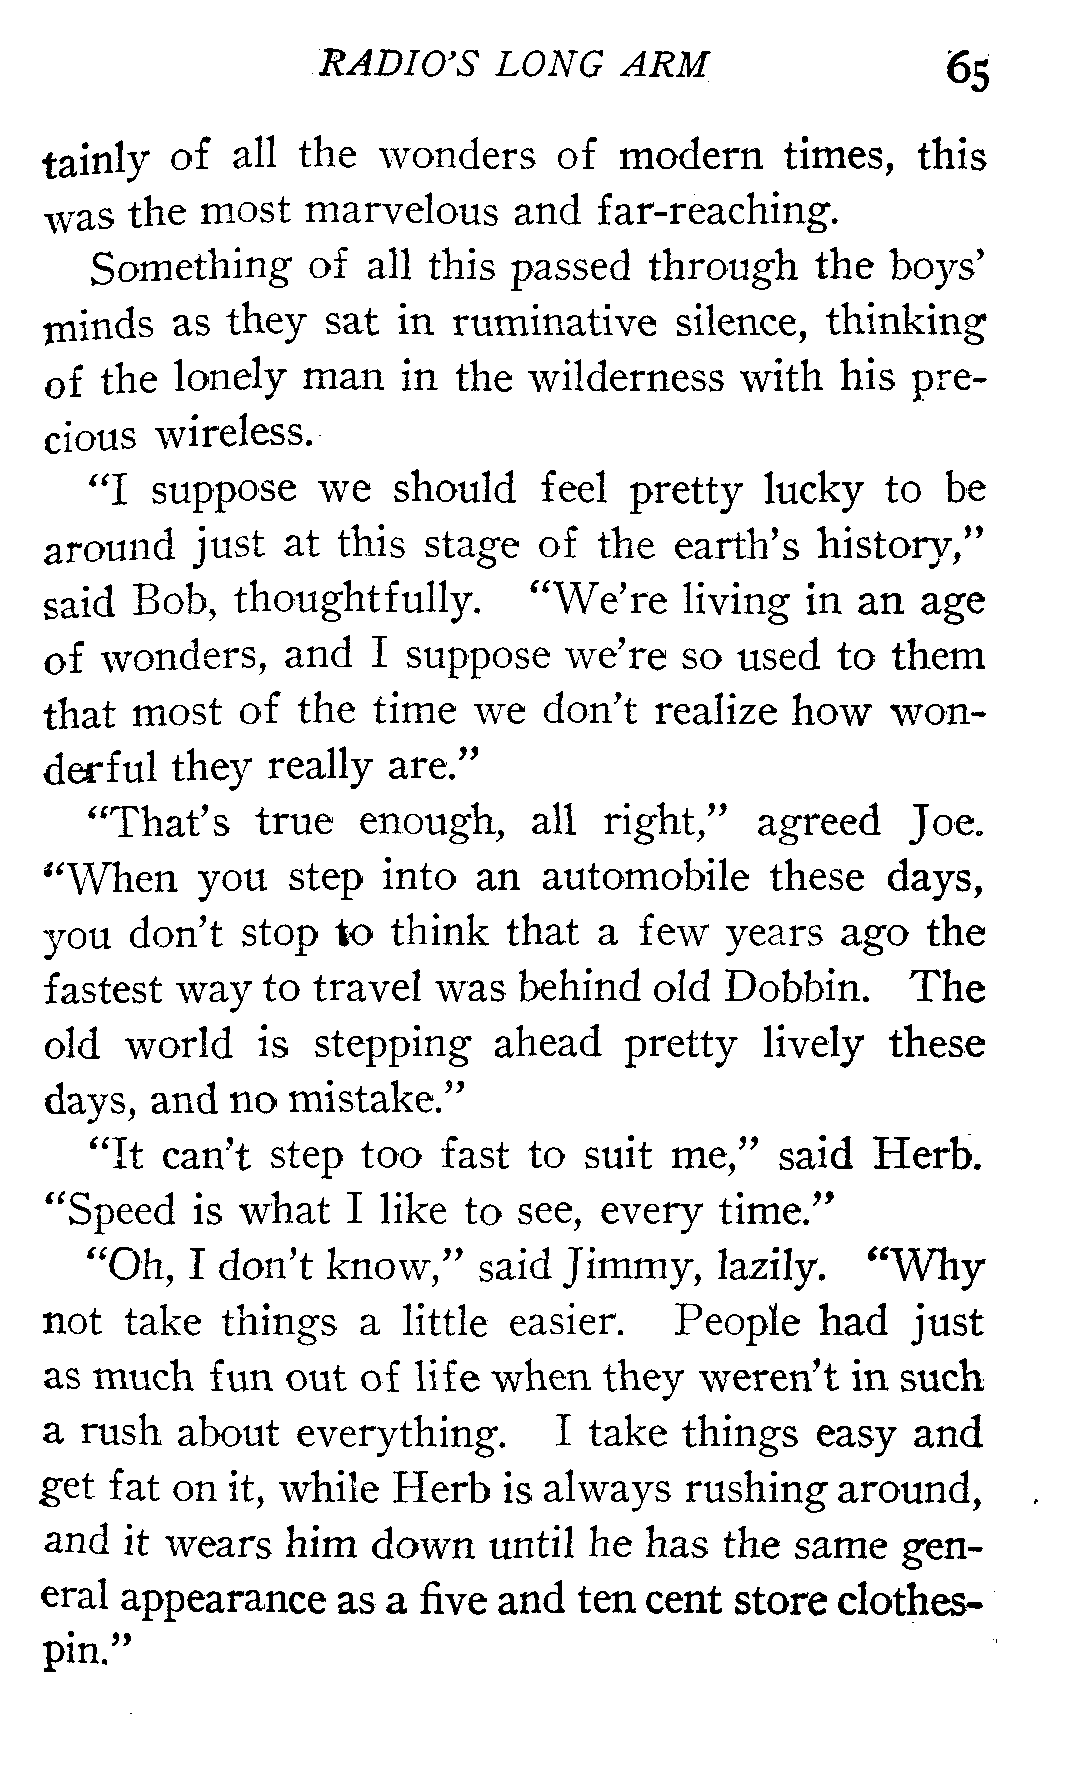 RADIO'S LONG ARM 65
tainly of all the wonders of modern times, this
was the most marvelous and far-reaching.
Something of all this passed through the boys'
minds as they sat in ruminative silence, thinking
of the lonely man in the wilderness with his pre-
cious wireless.
"I suppose we should feel pretty lucky to be
around just at this stage of the earth's history,"
said Bob, thoughtfully. "We're living in an age
of wonders, and I suppose we're so used to them
that most of the time we don't realize how won-
derful they really are."
"That's true enough, all right," agreed Joe.
"When you step into an automobile these days,
you don't stop to think that a few years ago the
fastest way to travel was behind old Dobbin. The
old world is stepping ahead pretty lively these
days, and no mistake."
"It can't step too fast to suit me," said Herb.
"Speed is what I like to see, every time."
"Oh, I don't know," said Jimmy, lazily. "Why
not take things a little easier. People had just
as much fun out of life when they weren't in such
a rush about everything. I take things easy and
get fat on it, while Herb is always rushing around,
and it wears him down until he has the same gen-
eral appearance as a five and ten cent store clothes-
pin."